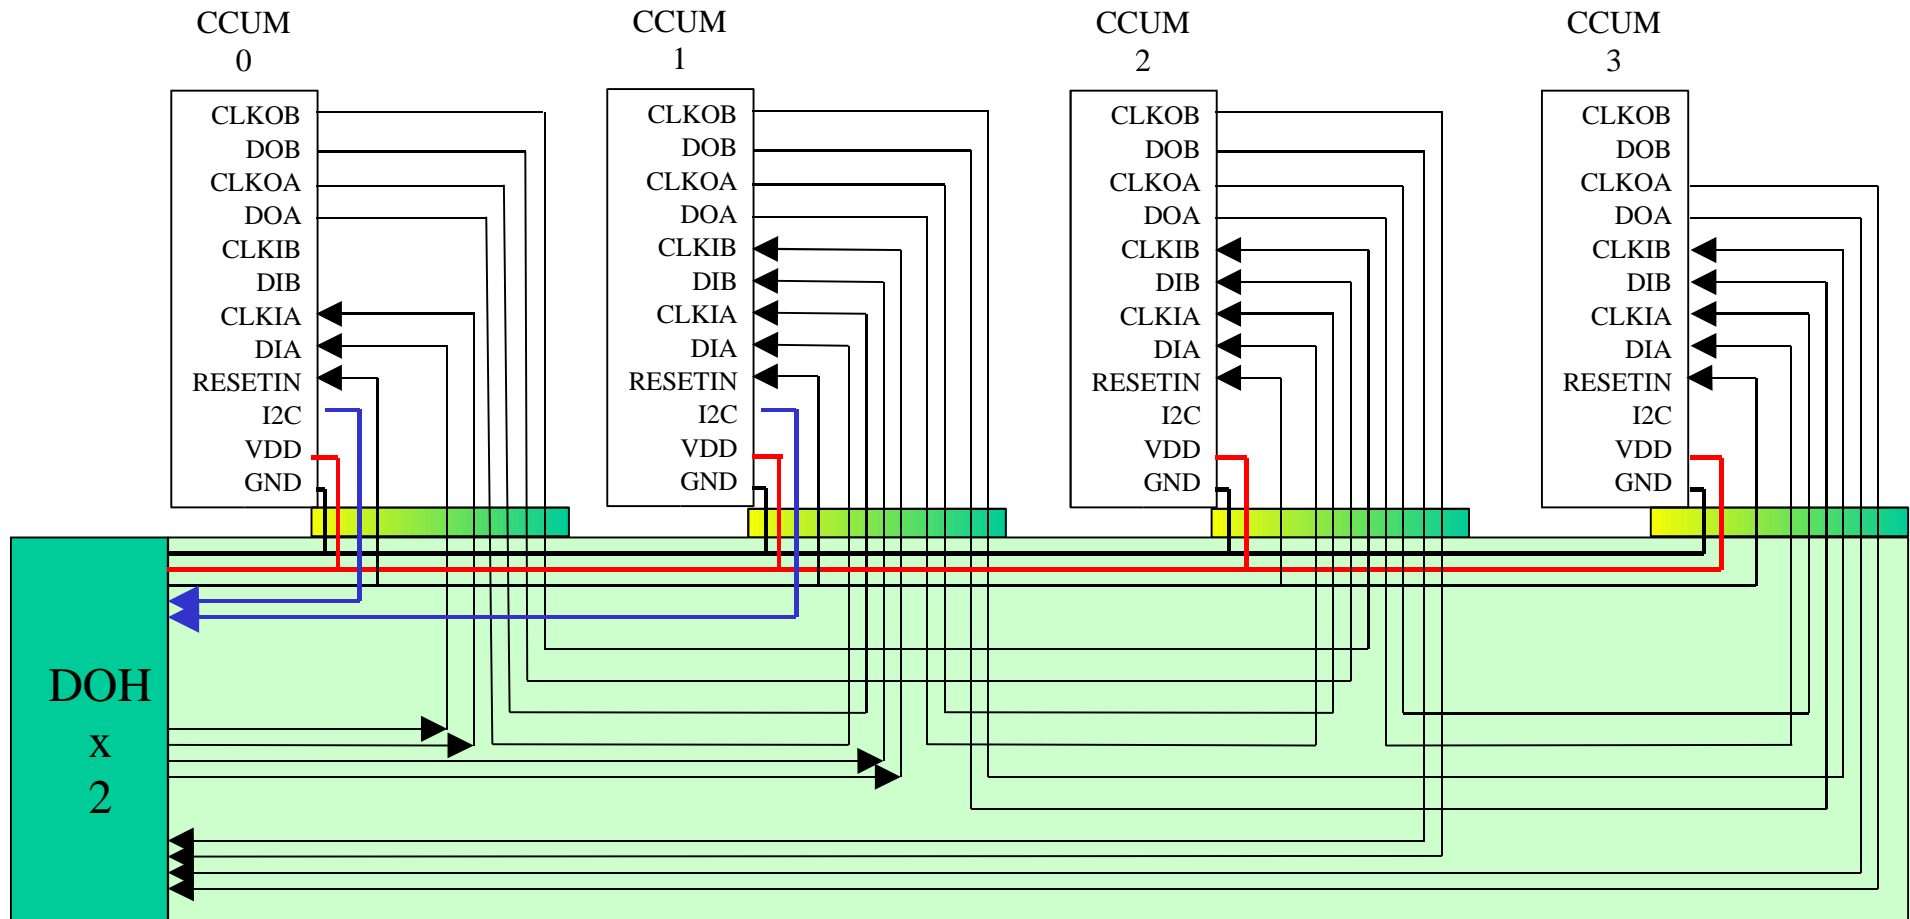 CCUM
0
CLKOB
DOB
CLKOA
DOA
CLKIB
DIB
CLKIA
DIA
RESETIN
I2C
VDD
GND
CCUM
1
CLKOB
DOB
CLKOA
DOA
CLKIB
DIB
CLKIA
DIA
RESETIN
I2C
VDD
GND
CCUM
2
CLKOB
DOB
CLKOA
DOA
CLKIB
DIB
CLKIA
DIA
RESETIN
I2C
VDD
GND
CCUM
3
CLKOB
DOB
CLKOA
DOA
CLKIB
DIB
CLKIA
DIA
RESETIN
I2C
VDD
GND
DOH
x
2